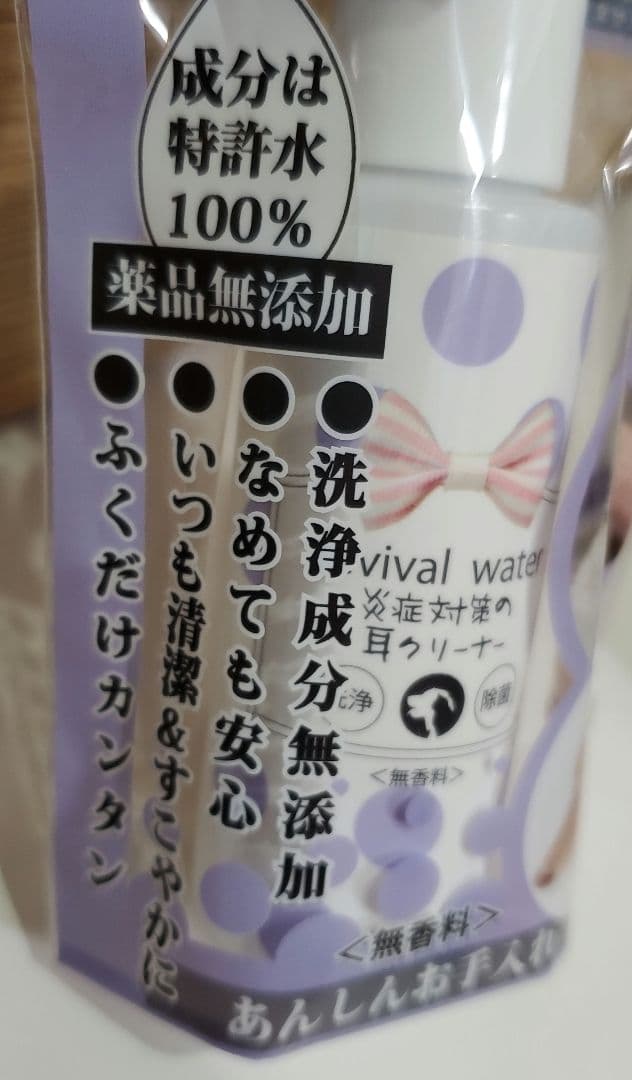 成分は
特許水
100%
薬品無添加
●洗浄成分無添加
●なめても安心
●いつも清潔&すこやかに
●ふくだけカンタン
vival water
炎症対策の
耳クリーナー
洗浄
除菌
<無香料>
<無香料>
あんしんお手入れ